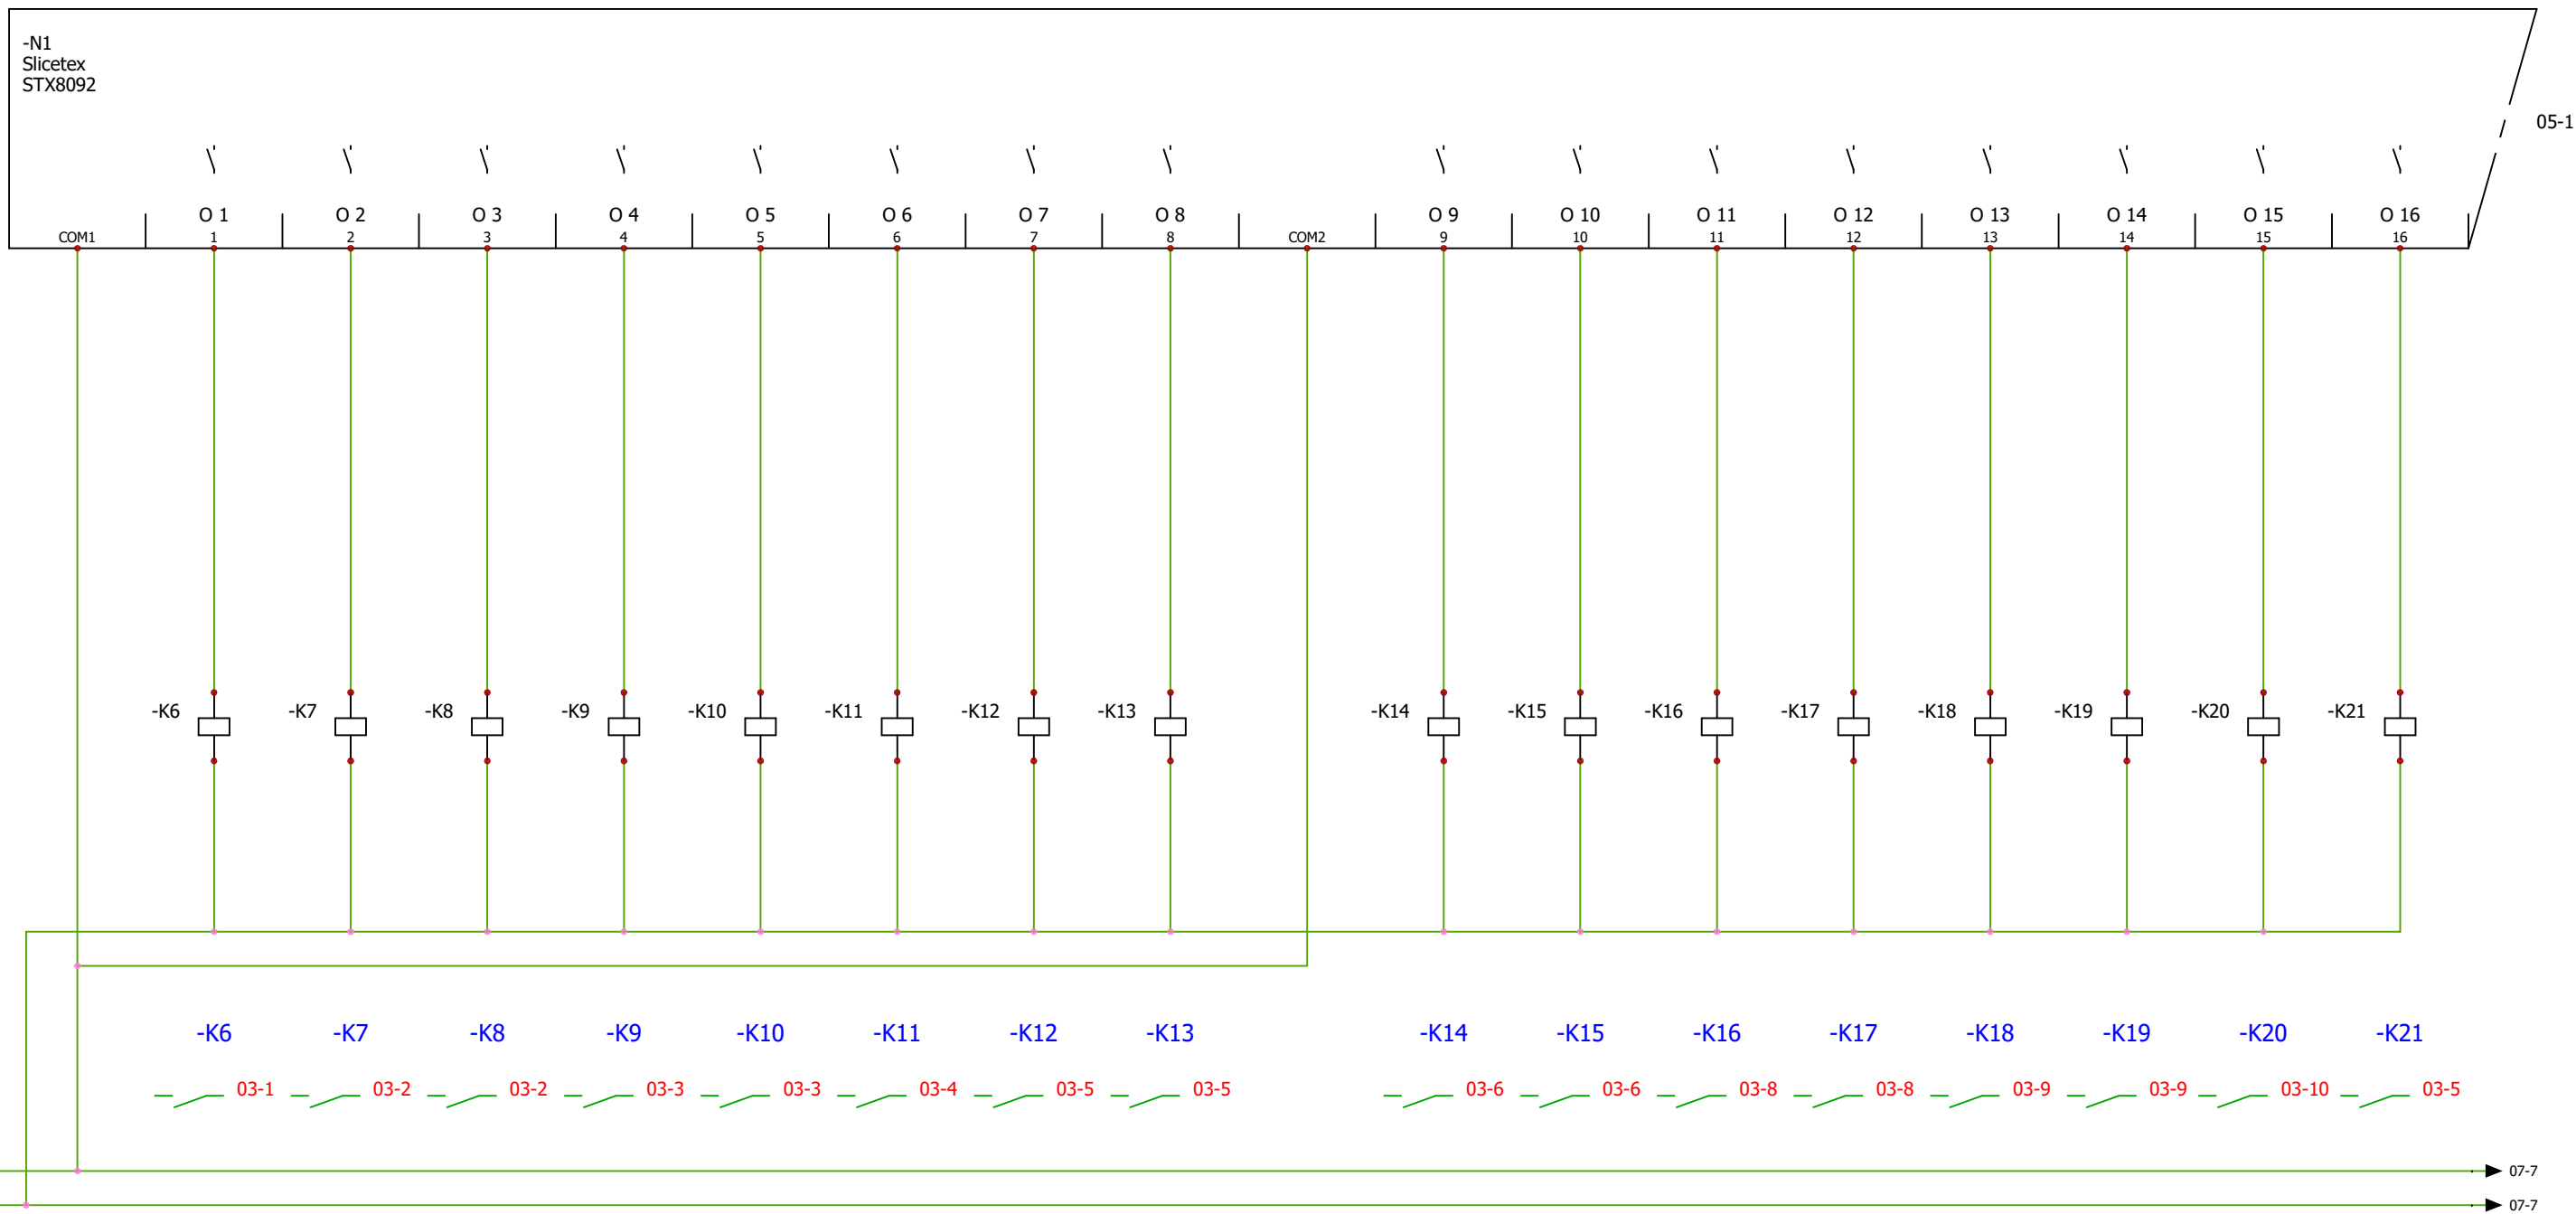 -N1
Slicetex
STX8092
05-1
O 1 O 2 O 3 O 4 O 5 O 6 O 7 O 8 O 9 O 10 O 11 O 12 O 13 O 14 O 15 O 16
COM1 1 2 3 4 5 6 7 8 COM2 9 10 11 12 13 14 15 16
-K6 -K7 -K8 -K9 -K10 -K11 -K12 -K13 -K14 -K15 -K16 -K17 -K18 -K19 -K20 -K21
-K6 -K7 -K8 -K9 -K10 -K11 -K12 -K13 -K14 -K15 -K16 -K17 -K18 -K19 -K20 -K21
03-1 03-2 03-2 03-3 03-3 03-4 03-5 03-5 03-6 03-6 03-8 03-8 03-9 03-9 03-10 03-5
07-7
07-7